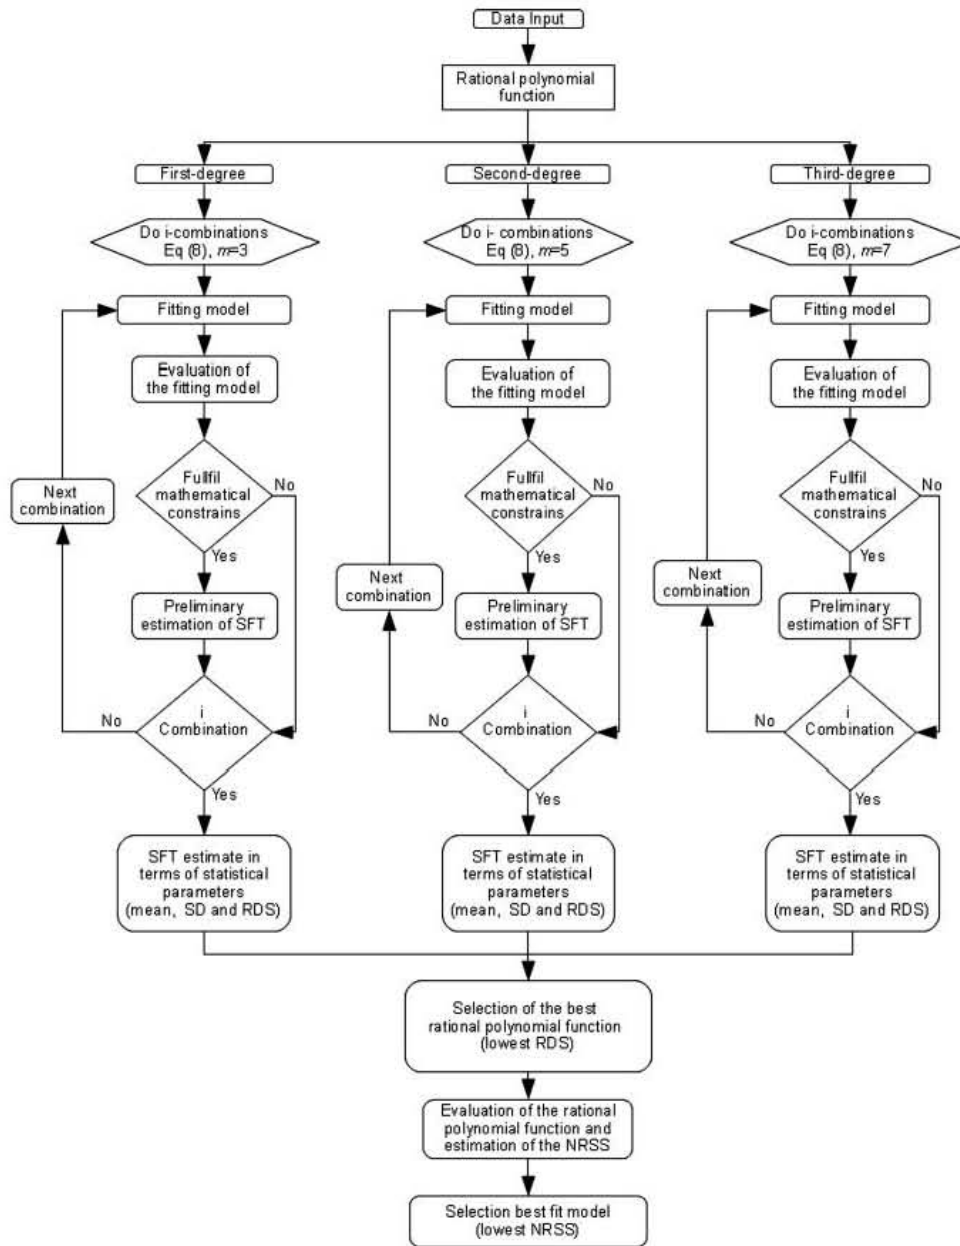 Data Input
Rational polynomial
function
First-degree
Second-degree
Third-degree
Do i-combinations
Eq (8), m=3
Do i- combinations
Eq (8), m=5
Do i-combinations
Eq (8), m=7
Fitting model
Fitting model
Fitting model
Evaluation of
the fitting model
Evaluation of
the fitting model
Evaluation of
the fitting model
Fullfil
mathematical
constrains
No
Yes
Next
combination
Fullfil
mathematical
constrains
No
Yes
Next
combination
Fullfil
mathematical
constrains
No
Yes
Next
combination
Preliminary
estimation of SFT
Preliminary
estimation of SFT
Preliminary
estimation of SFT
i
Combination
No
Yes
i
Combination
No
Yes
i
Combination
No
Yes
SFT estimate in
terms of statistical
parameters
(mean, SD and RDS)
SFT estimate in
terms of statistical
parameters
(mean, SD and RDS)
SFT estimate in
terms of statistical
parameters
(mean, SD and RDS)
Selection of the best
rational polynomial function
(lowest RDS)
Evaluation of the rational
polynomial function and
estimation of the NRSS
Selection best fit model
(lowest NRSS)